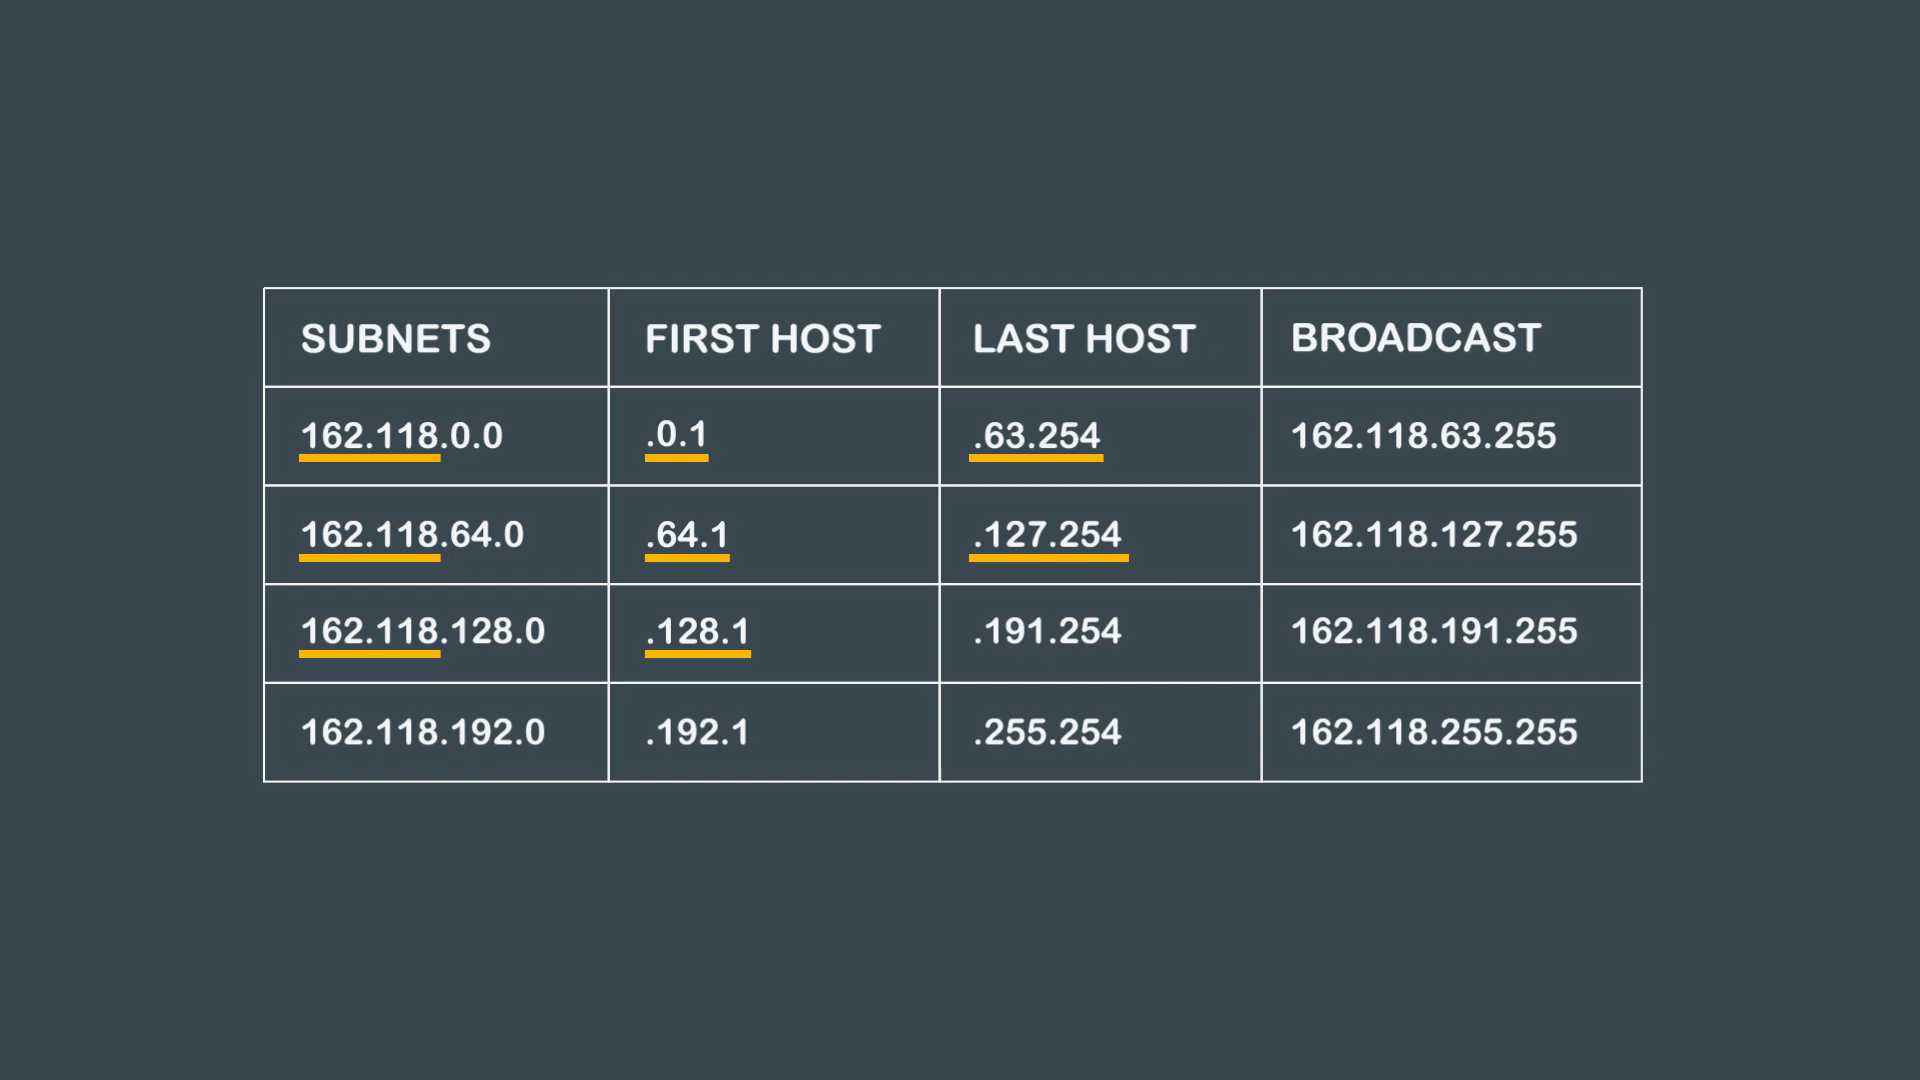 SUBNETS FIRST HOST LAST HOST BROADCAST
162.118.0.0 .0.1 .63.254 162.118.63.255
162.118.64.0 .64.1 .127.254 162.118.127.255
162.118.128.0 .128.1 .191.254 162.118.191.255
162.118.192.0 .192.1 .255.254 162.118.255.255